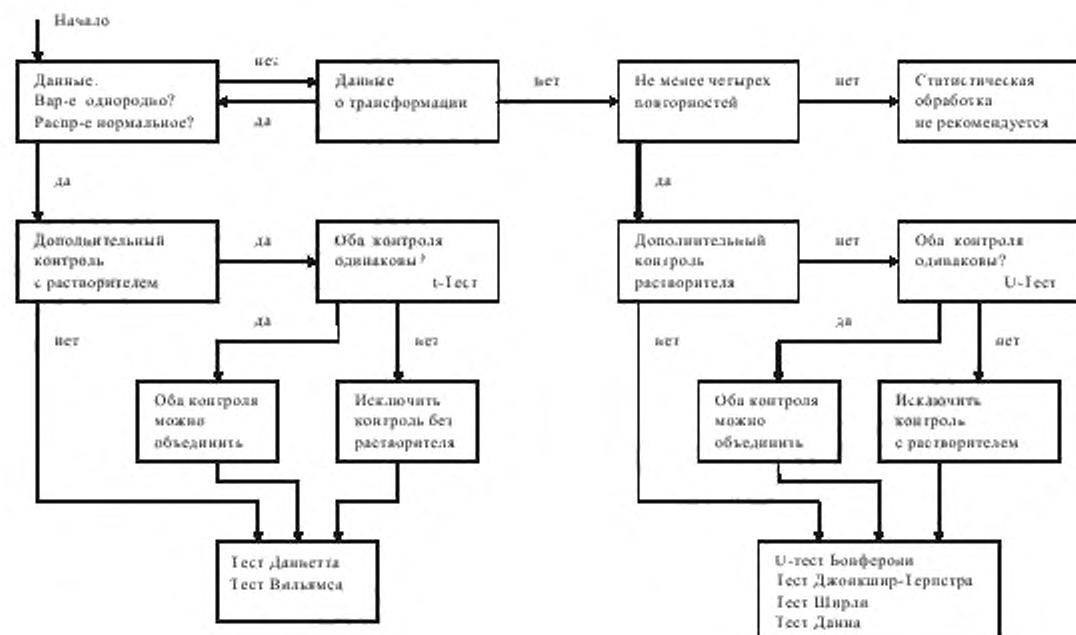 Начало
Данные.
Вар-е однородно?
Распр-е нормальное?
нет
да
Данные
о трансформации
нет
Не менее четырех
повторностей
нет
Статистическая
обработка
не рекомендуется
да
да
Дополнительный
контроль
с растворителем
да
Оба контроля
одинаковы?
t-Тест
Дополнительный
контроль
растворителя
нет
Оба контроля
одинаковы?
U-Тест
нет
да
нет
нет
да
нет
Оба контроля
можно
объединить
Исключить
контроль без
растворителя
Оба контроля
можно
объединить
Исключить
контроль
с растворителем
Тест Даннетта
Тест Вильямса
U-тест Бонферони
Тест Джонкшир-Терпстра
Тест Ширли
Тест Данна